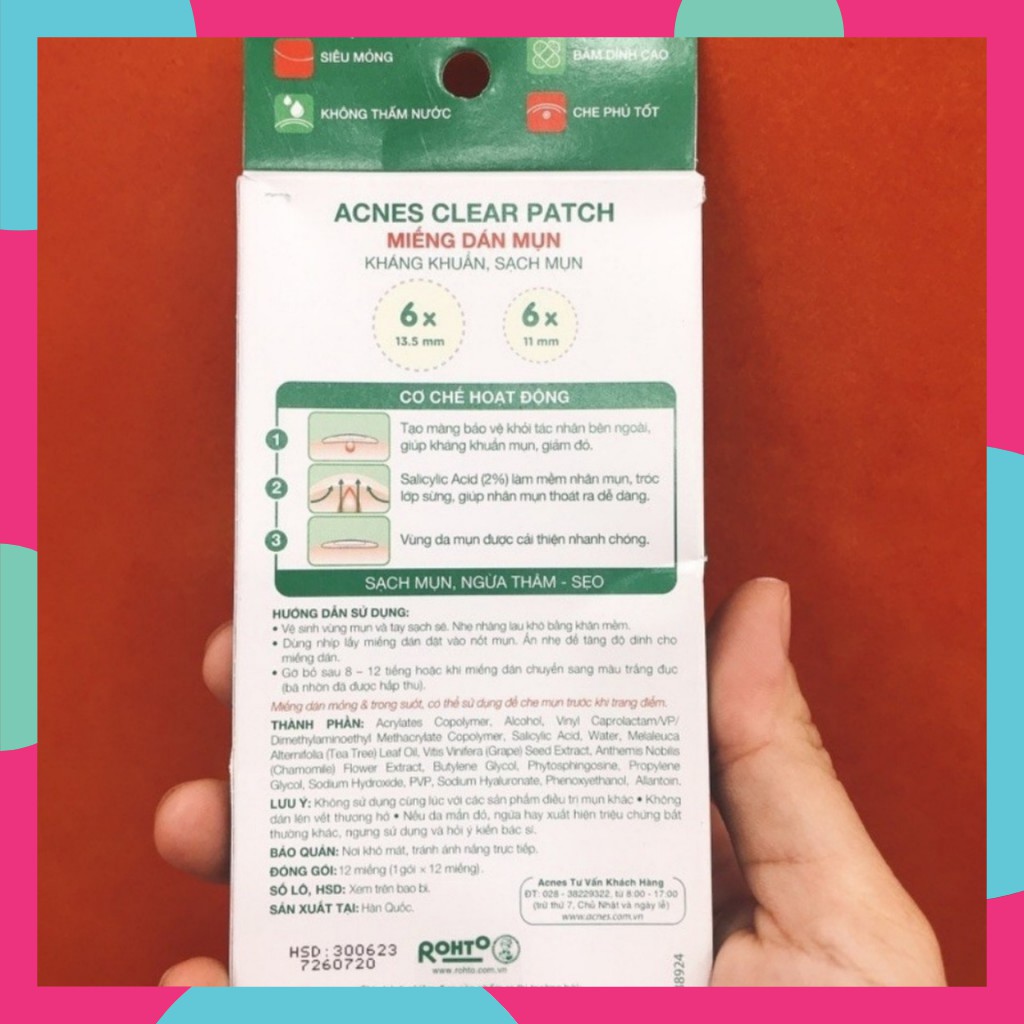 SIÊU MỎNG
BÁM DÍNH CAO
KHÔNG THẤM NƯỚC
CHE PHỦ TỐT
ACNES CLEAR PATCH
MIẾNG DÁN MỤN
KHÁNG KHUẨN, SẠCH MỤN
6x
13.5 mm
6x
11 mm
CƠ CHẾ HOẠT ĐỘNG
1
Tạo màng bảo vệ khỏi tác nhân bên ngoài,
giúp kháng khuẩn mụn, giảm đỏ.
2
Salicylic Acid (2%) làm mềm nhân mụn, tróc
lớp sừng, giúp nhân mụn thoát ra dễ dàng.
3
Vùng da mụn được cải thiện nhanh chóng.
SẠCH MỤN, NGỪA THÂM - SẸO
HƯỚNG DẪN SỬ DỤNG:
• Vệ sinh vùng mụn và tay sạch sẽ. Nhẹ nhàng lau khô bằng khăn mềm.
• Dùng nhíp lấy miếng dán đặt vào nốt mụn. Ấn nhẹ để tăng độ dính cho
miếng dán.
• Gỡ bỏ sau 8 – 12 tiếng hoặc khi miếng dán chuyển sang màu trắng đục
(bã nhờn đã được hấp thu).
Miếng dán mỏng & trong suốt, có thể sử dụng để che mụn trước khi trang điểm.
THÀNH PHẦN: Acrylates Copolymer, Alcohol, Vinyl Caprolactam/VP/
Dimethylaminoethyl Methacrylate Copolymer, Salicylic Acid, Water, Melaleuca
Alternifolia (Tea Tree) Leaf Oil, Vitis Vinifera (Grape) Seed Extract, Anthemis Nobilis
(Chamomile) Flower Extract, Butylene Glycol, Phytosphingosine, Propylene
Glycol, Sodium Hydroxide, PVP, Sodium Hyaluronate, Phenoxyethanol, Allantoin.
LƯU Ý: Không sử dụng cùng lúc với các sản phẩm điều trị mụn khác • Không
dán lên vết thương hở • Nếu da mẩn đỏ, ngứa hay xuất hiện triệu chứng bất
thường khác, ngưng sử dụng và hỏi ý kiến bác sĩ.
BẢO QUẢN: Nơi khô mát, tránh ánh nắng trực tiếp.
ĐÓNG GÓI: 12 miếng (1 gói x 12 miếng).
SỐ LÔ, HSD: Xem trên bao bì.
SẢN XUẤT TẠI: Hàn Quốc.
Acnes Tư Vấn Khách Hàng
ĐT: 028 - 38229322, từ 8:00 - 17:00
(trừ thứ 7, Chủ Nhật và ngày lễ)
www.acnes.com.vn
HSD: 300623
7260720
ROHTO
www.rohto.com.vn